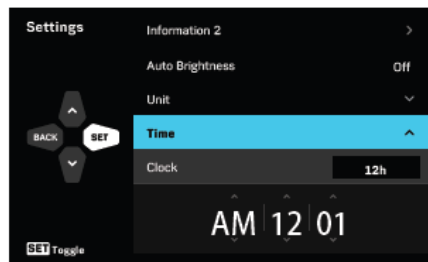 Settings
Information 2
Auto Brightness Off
Unit
BACK SET
Time
Clock 12h
AM 12 01
SET Toggle